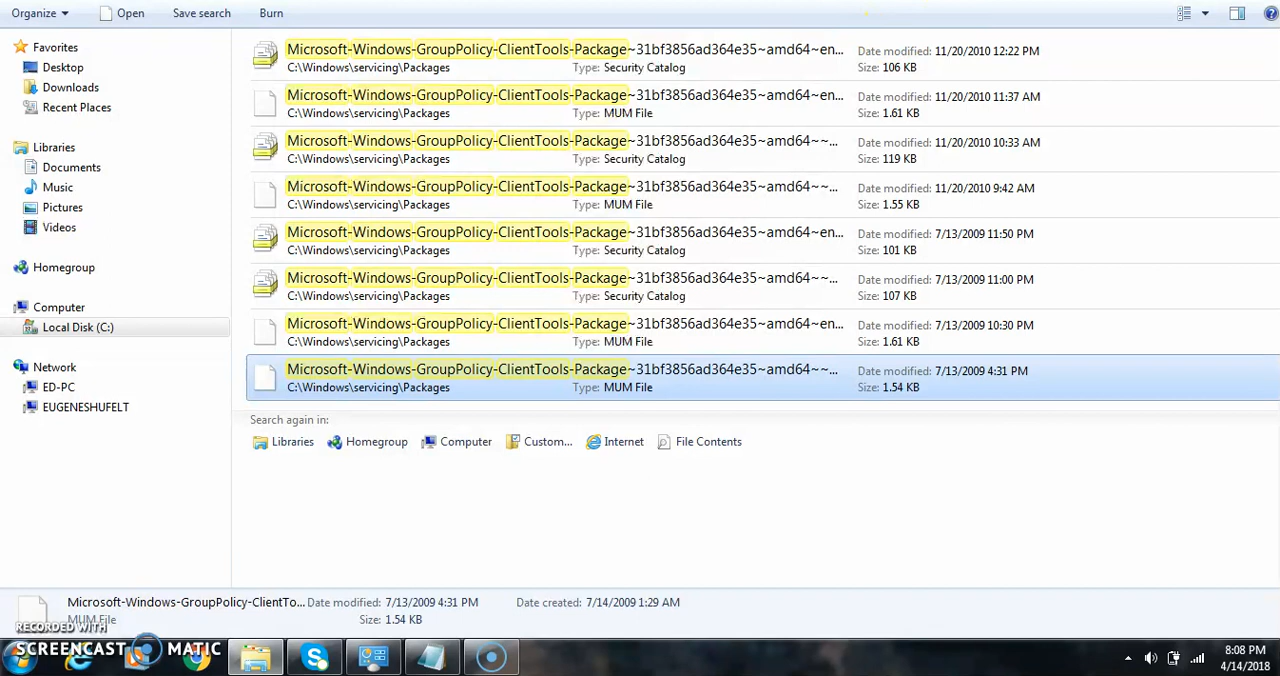 Organize Open Save search Burn
Favorites
Desktop
Downloads
Recent Places
Libraries
Documents
Music
Pictures
Videos
Homegroup
Computer
Local Disk (C:)
Network
ED-PC
EUGENESHUFELT
Microsoft-Windows-GroupPolicy-ClientTools-Package~31bf3856ad364e35~amd64~en... Date modified: 11/20/2010 12:22 PM
C:\Windows\servicing\Packages Type: Security Catalog Size: 106 KB
Microsoft-Windows-GroupPolicy-ClientTools-Package~31bf3856ad364e35~amd64~en... Date modified: 11/20/2010 11:37 AM
C:\Windows\servicing\Packages Type: MUM File Size: 1.61 KB
Microsoft-Windows-GroupPolicy-ClientTools-Package~31bf3856ad364e35~amd64~~... Date modified: 11/20/2010 10:33 AM
C:\Windows\servicing\Packages Type: Security Catalog Size: 119 KB
Microsoft-Windows-GroupPolicy-ClientTools-Package~31bf3856ad364e35~amd64~~... Date modified: 11/20/2010 9:42 AM
C:\Windows\servicing\Packages Type: MUM File Size: 1.55 KB
Microsoft-Windows-GroupPolicy-ClientTools-Package~31bf3856ad364e35~amd64~en... Date modified: 7/13/2009 11:50 PM
C:\Windows\servicing\Packages Type: Security Catalog Size: 101 KB
Microsoft-Windows-GroupPolicy-ClientTools-Package~31bf3856ad364e35~amd64~~... Date modified: 7/13/2009 11:00 PM
C:\Windows\servicing\Packages Type: Security Catalog Size: 107 KB
Microsoft-Windows-GroupPolicy-ClientTools-Package~31bf3856ad364e35~amd64~en... Date modified: 7/13/2009 10:30 PM
C:\Windows\servicing\Packages Type: MUM File Size: 1.61 KB
Microsoft-Windows-GroupPolicy-ClientTools-Package~31bf3856ad364e35~amd64~~... Date modified: 7/13/2009 4:31 PM
C:\Windows\servicing\Packages Type: MUM File Size: 1.54 KB
Search again in:
Libraries Homegroup Computer Custom... Internet File Contents
Microsoft-Windows-GroupPolicy-ClientTo... Date modified: 7/13/2009 4:31 PM Date created: 7/14/2009 1:29 AM
MUM File Size: 1.54 KB
RECORDED WITH
SCREENCAST MATIC
8:08 PM
4/14/2018